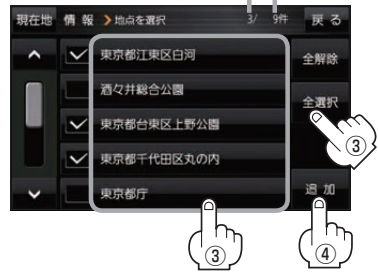 現在地 情 報 地点を選択 3/ 9件 戻 る
東京都江東区白河 全解除
酒々井総合公園
全選択
東京都台東区上野公園
③
東京都千代田区丸の内
東京都庁 追 加
③ ④